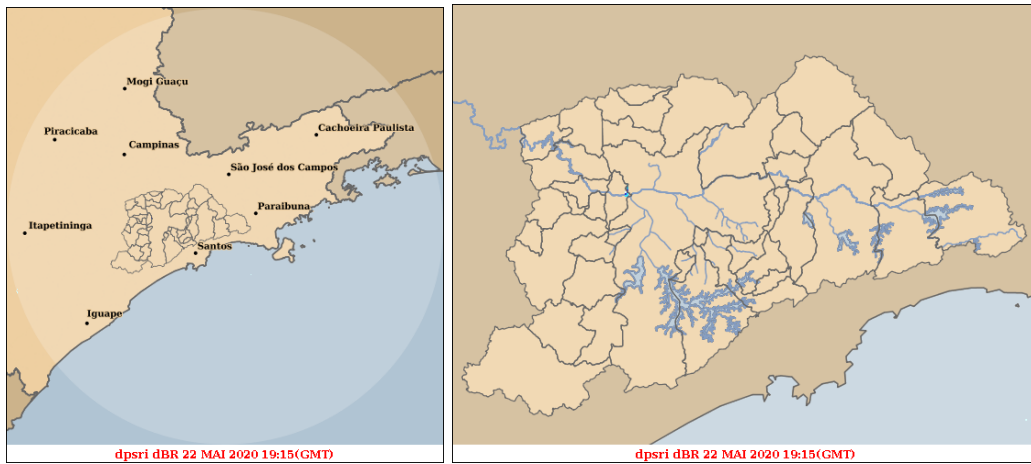 Mogi Guaçu
Piracicaba
Cachoeira Paulista
Campinas
São José dos Campos
Paraibuna
Itapetininga
Santos
Iguape
dpsri dBR 22 MAI 2020 19:15(GMT)
dpsri dBR 22 MAI 2020 19:15(GMT)